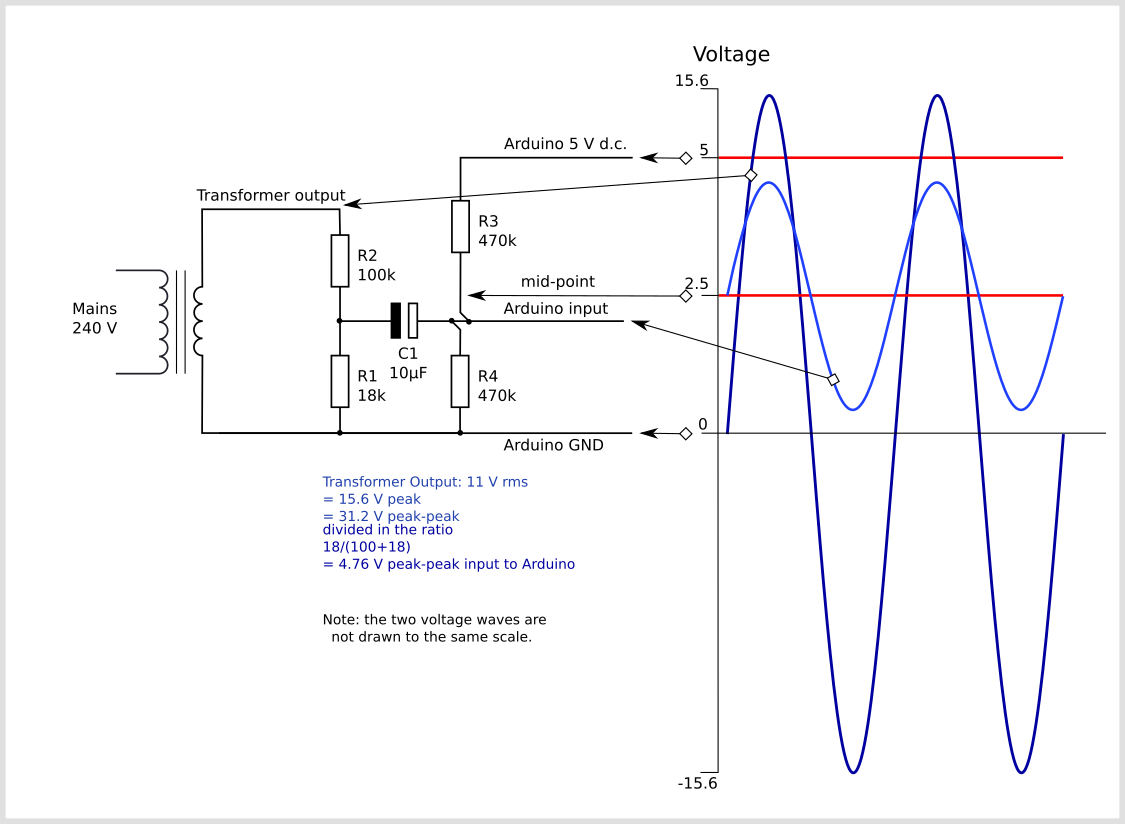 Voltage
15.6
Arduino 5 V d.c.
5
Transformer output
R3
470k
R2
100k
mid-point
2.5
Arduino input
Mains
240 V
C1
10µF
R1
18k
R4
470k
0
Arduino GND
Transformer Output: 11 V rms
= 15.6 V peak
= 31.2 V peak-peak
divided in the ratio
18/(100+18)
= 4.76 V peak-peak input to Arduino
Note: the two voltage waves are
not drawn to the same scale.
-15.6